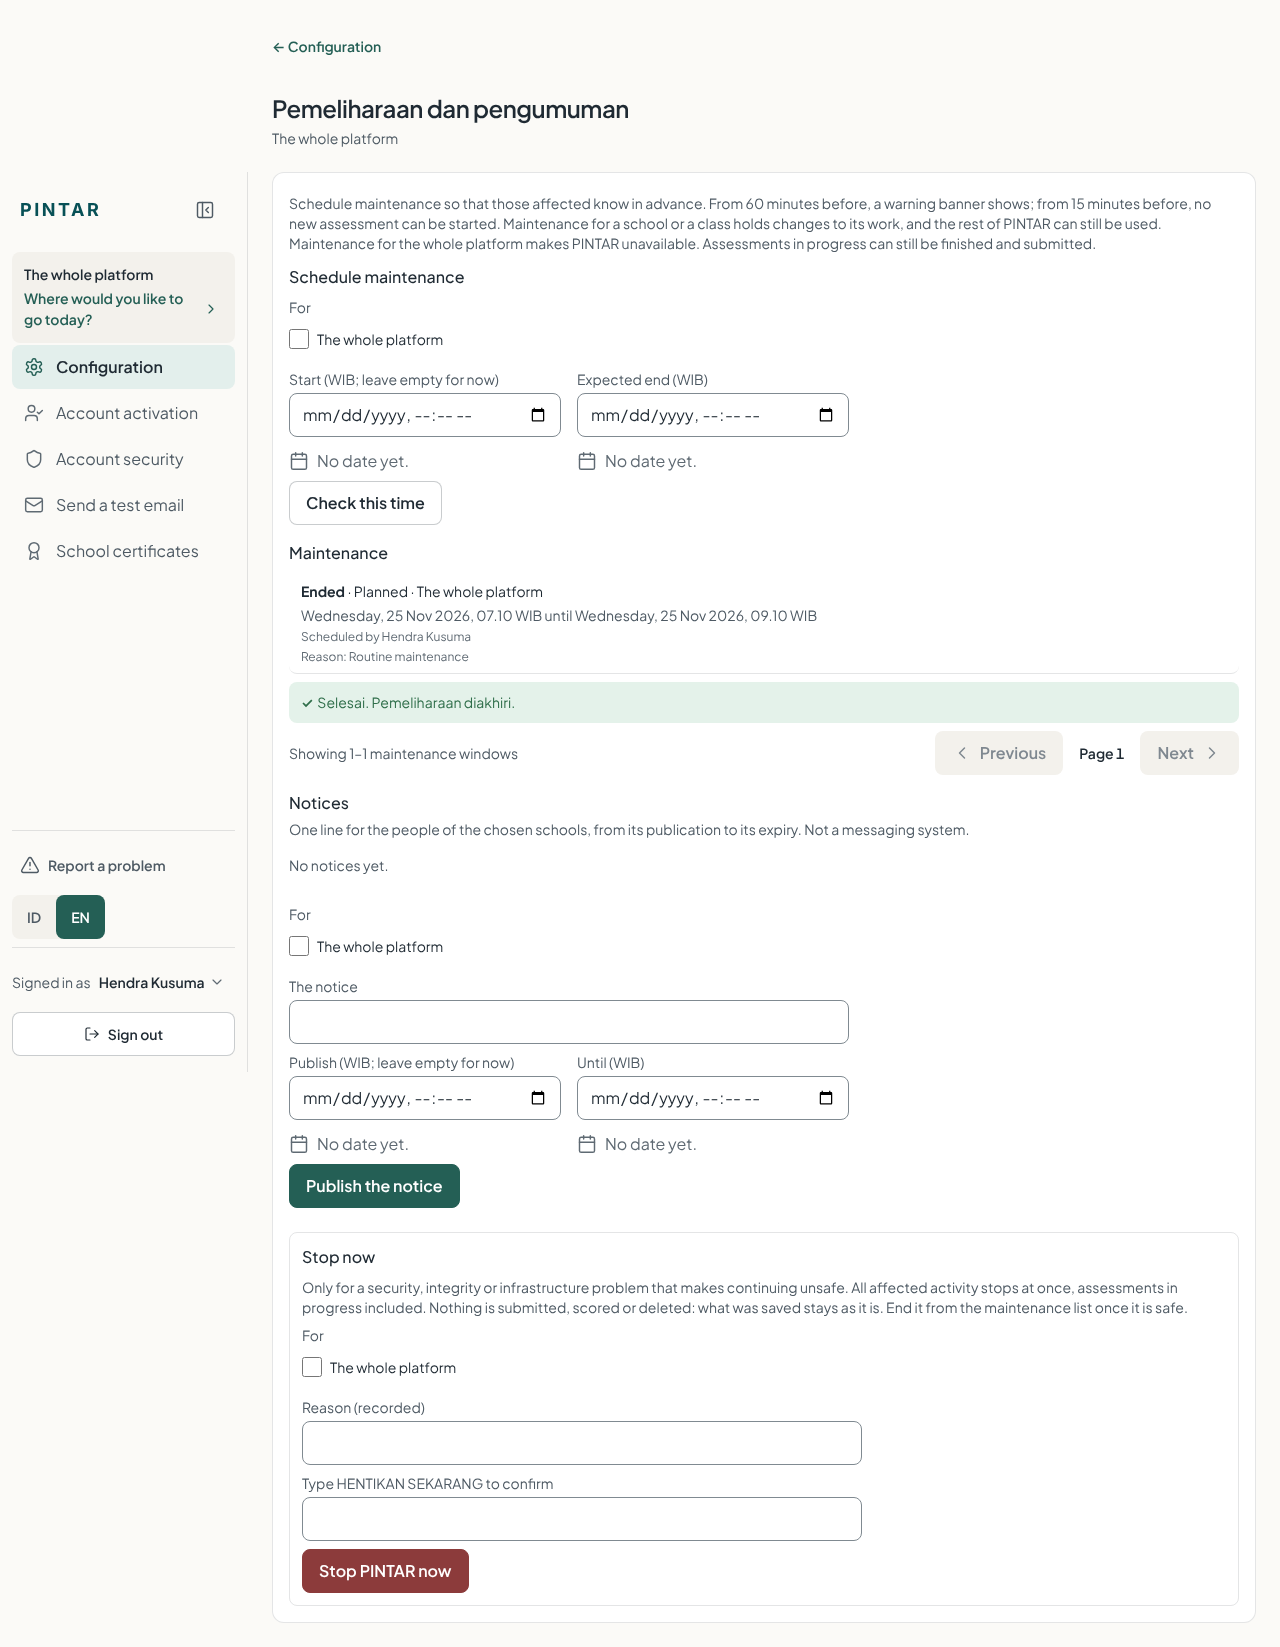 ← Configuration
Pemeliharaan dan pengumuman
The whole platform
PINTAR
The whole platform
Where would you like to
go today?
Configuration
Account activation
Account security
Send a test email
School certificates
Report a problem
ID EN
Signed in as Hendra Kusuma
Sign out
Schedule maintenance so that those affected know in advance. From 60 minutes before, a warning banner shows; from 15 minutes before, no
new assessment can be started. Maintenance for a school or a class holds changes to its work, and the rest of PINTAR can still be used.
Maintenance for the whole platform makes PINTAR unavailable. Assessments in progress can still be finished and submitted.
Schedule maintenance
For
The whole platform
Start (WIB; leave empty for now) Expected end (WIB)
mm/dd/yyyy, --:-- -- mm/dd/yyyy, --:-- --
No date yet. No date yet.
Check this time
Maintenance
Ended · Planned · The whole platform
Wednesday, 25 Nov 2026, 07.10 WIB until Wednesday, 25 Nov 2026, 09.10 WIB
Scheduled by Hendra Kusuma
Reason: Routine maintenance
✓ Selesai. Pemeliharaan diakhiri.
Showing 1–1 maintenance windows Previous Page 1 Next
Notices
One line for the people of the chosen schools, from its publication to its expiry. Not a messaging system.
No notices yet.
For
The whole platform
The notice
Publish (WIB; leave empty for now) Until (WIB)
mm/dd/yyyy, --:-- -- mm/dd/yyyy, --:-- --
No date yet. No date yet.
Publish the notice
Stop now
Only for a security, integrity or infrastructure problem that makes continuing unsafe. All affected activity stops at once, assessments in
progress included. Nothing is submitted, scored or deleted: what was saved stays as it is. End it from the maintenance list once it is safe.
For
The whole platform
Reason (recorded)
Type HENTIKAN SEKARANG to confirm
Stop PINTAR now